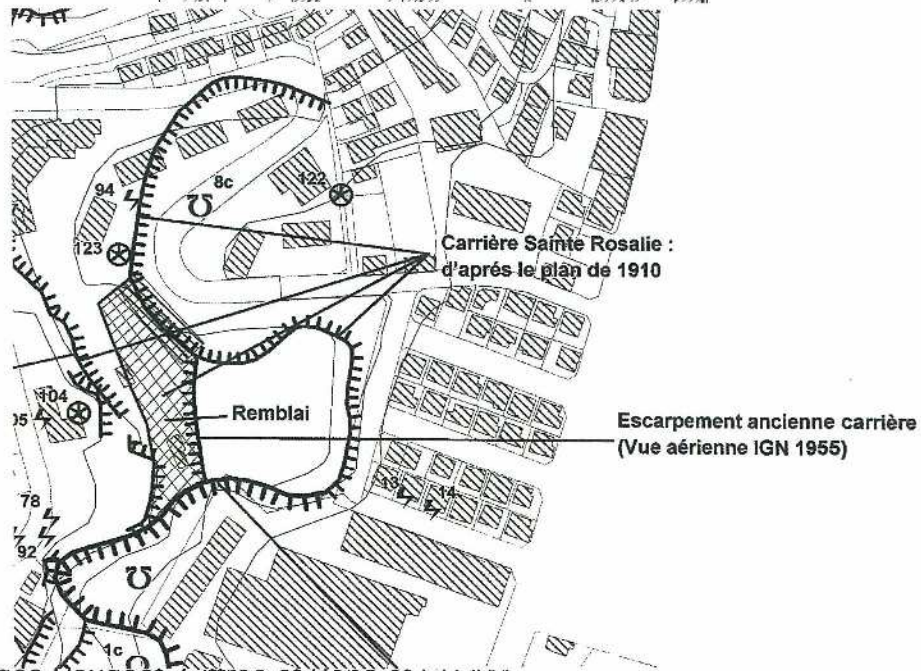 8c
122
94
123
Carrière Sainte Rosalie :
d'aprés le plan de 1910
104
Remblai
Escarpement ancienne carrière
(Vue aérienne IGN 1955)
13
14
78
92
1c